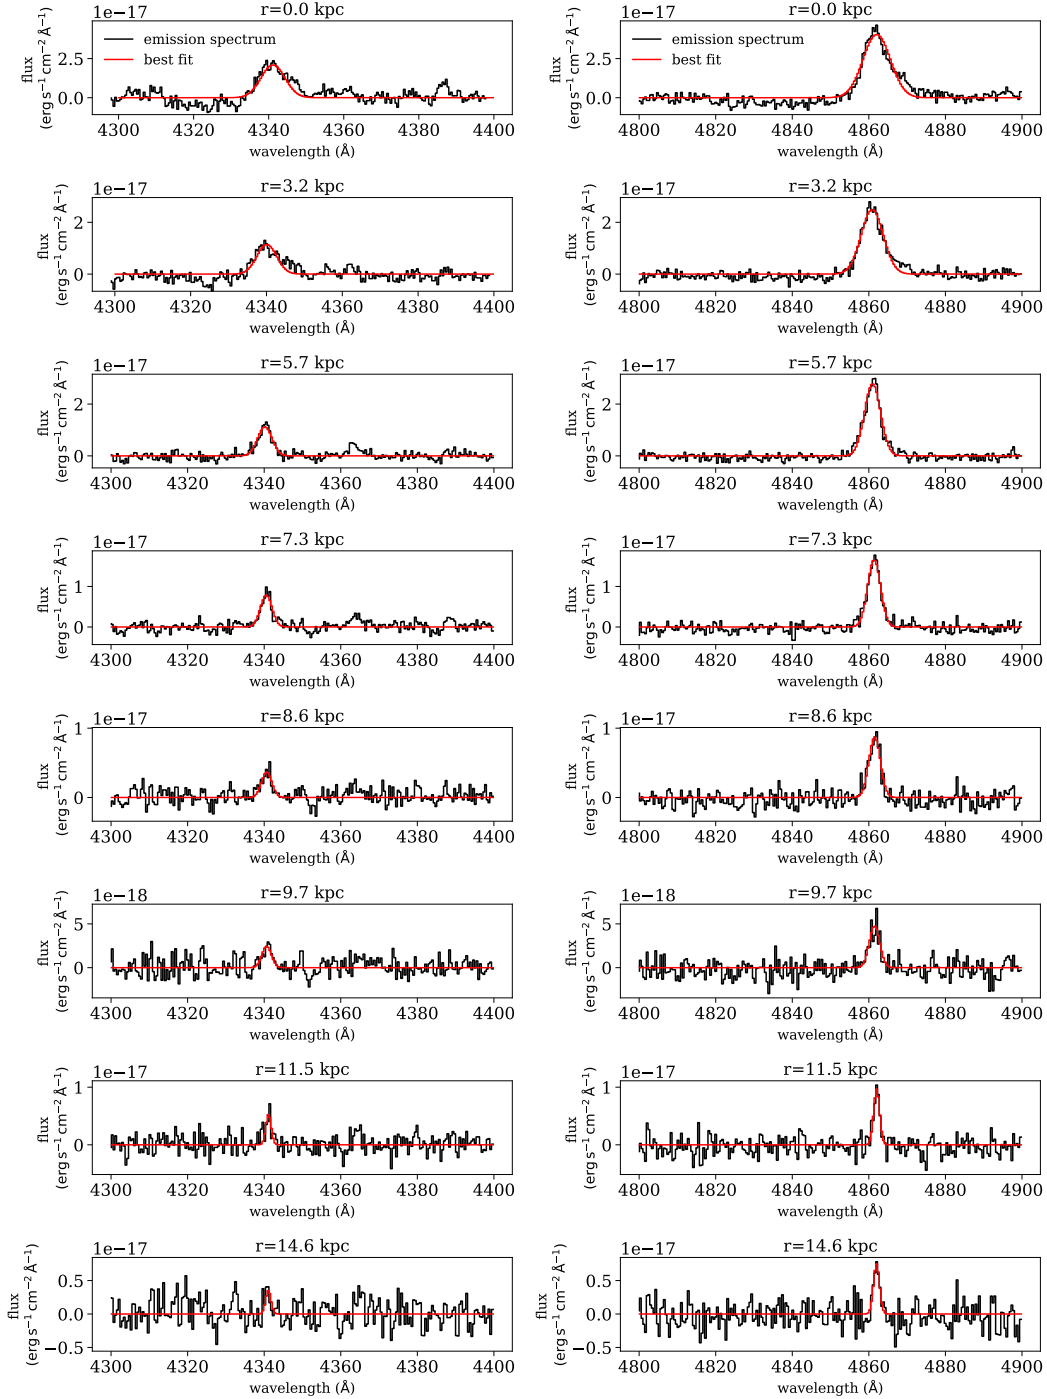 1e−17
r=0.0 kpc
emission spectrum
best fit
2.5
0.0
flux
(erg s⁻¹ cm⁻² Å⁻¹)
4300 4320 4340 4360 4380 4400
wavelength (Å)
1e−17
r=0.0 kpc
emission spectrum
best fit
2.5
0.0
flux
(erg s⁻¹ cm⁻² Å⁻¹)
4800 4820 4840 4860 4880 4900
wavelength (Å)
1e−17
r=3.2 kpc
2
0
flux
(erg s⁻¹ cm⁻² Å⁻¹)
4300 4320 4340 4360 4380 4400
wavelength (Å)
1e−17
r=3.2 kpc
2
0
flux
(erg s⁻¹ cm⁻² Å⁻¹)
4800 4820 4840 4860 4880 4900
wavelength (Å)
1e−17
r=5.7 kpc
2
0
flux
(erg s⁻¹ cm⁻² Å⁻¹)
4300 4320 4340 4360 4380 4400
wavelength (Å)
1e−17
r=5.7 kpc
2
0
flux
(erg s⁻¹ cm⁻² Å⁻¹)
4800 4820 4840 4860 4880 4900
wavelength (Å)
1e−17
r=7.3 kpc
1
0
flux
(erg s⁻¹ cm⁻² Å⁻¹)
4300 4320 4340 4360 4380 4400
wavelength (Å)
1e−17
r=7.3 kpc
1
0
flux
(erg s⁻¹ cm⁻² Å⁻¹)
4800 4820 4840 4860 4880 4900
wavelength (Å)
1e−17
r=8.6 kpc
1
0
flux
(erg s⁻¹ cm⁻² Å⁻¹)
4300 4320 4340 4360 4380 4400
wavelength (Å)
1e−17
r=8.6 kpc
1
0
flux
(erg s⁻¹ cm⁻² Å⁻¹)
4800 4820 4840 4860 4880 4900
wavelength (Å)
1e−18
r=9.7 kpc
5
0
flux
(erg s⁻¹ cm⁻² Å⁻¹)
4300 4320 4340 4360 4380 4400
wavelength (Å)
1e−18
r=9.7 kpc
5
0
flux
(erg s⁻¹ cm⁻² Å⁻¹)
4800 4820 4840 4860 4880 4900
wavelength (Å)
1e−17
r=11.5 kpc
1
0
flux
(erg s⁻¹ cm⁻² Å⁻¹)
4300 4320 4340 4360 4380 4400
wavelength (Å)
1e−17
r=11.5 kpc
1
0
flux
(erg s⁻¹ cm⁻² Å⁻¹)
4800 4820 4840 4860 4880 4900
wavelength (Å)
1e−17
r=14.6 kpc
0.5
0.0
−0.5
flux
(erg s⁻¹ cm⁻² Å⁻¹)
4300 4320 4340 4360 4380 4400
wavelength (Å)
1e−17
r=14.6 kpc
0.5
0.0
−0.5
flux
(erg s⁻¹ cm⁻² Å⁻¹)
4800 4820 4840 4860 4880 4900
wavelength (Å)